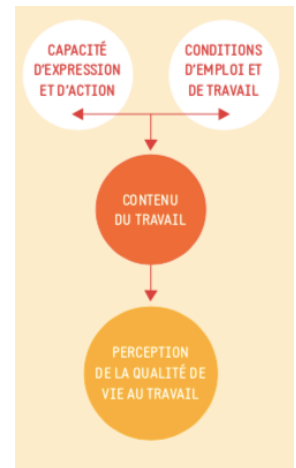 CAPACITÉ
D'EXPRESSION
ET D'ACTION
CONDITIONS
D'EMPLOI ET
DE TRAVAIL
CONTENU
DU TRAVAIL
PERCEPTION
DE LA QUALITÉ DE
VIE AU TRAVAIL